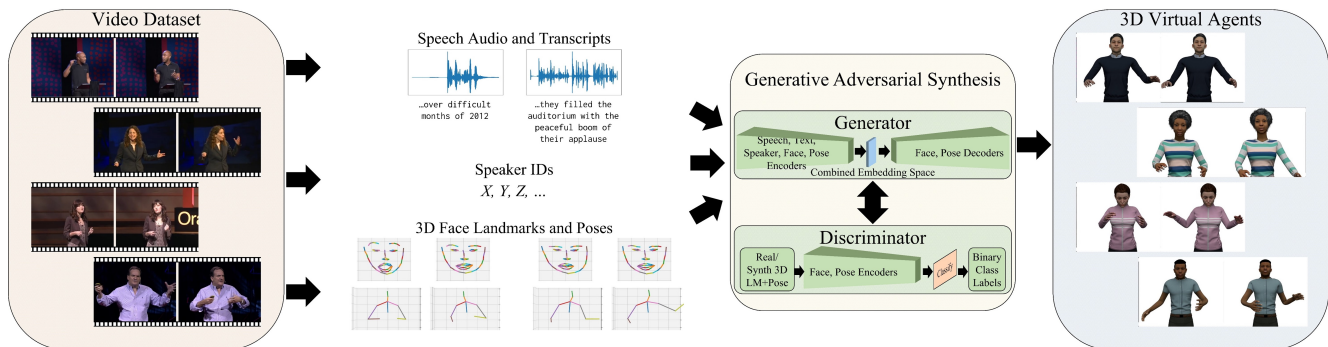 Video Dataset
Ora
Speech Audio and Transcripts
…over difficult
months of 2012
…they filled the
auditorium with the
peaceful boom of
their applause
Speaker IDs
X, Y, Z, …
3D Face Landmarks and Poses
Generative Adversarial Synthesis
Generator
Speech, Text,
Speaker, Face, Pose
Encoders
Face, Pose Decoders
Combined Embedding Space
Discriminator
Real/
Synth 3D
LM+Pose
Face, Pose Encoders
Classify
Binary
Class
Labels
3D Virtual Agents